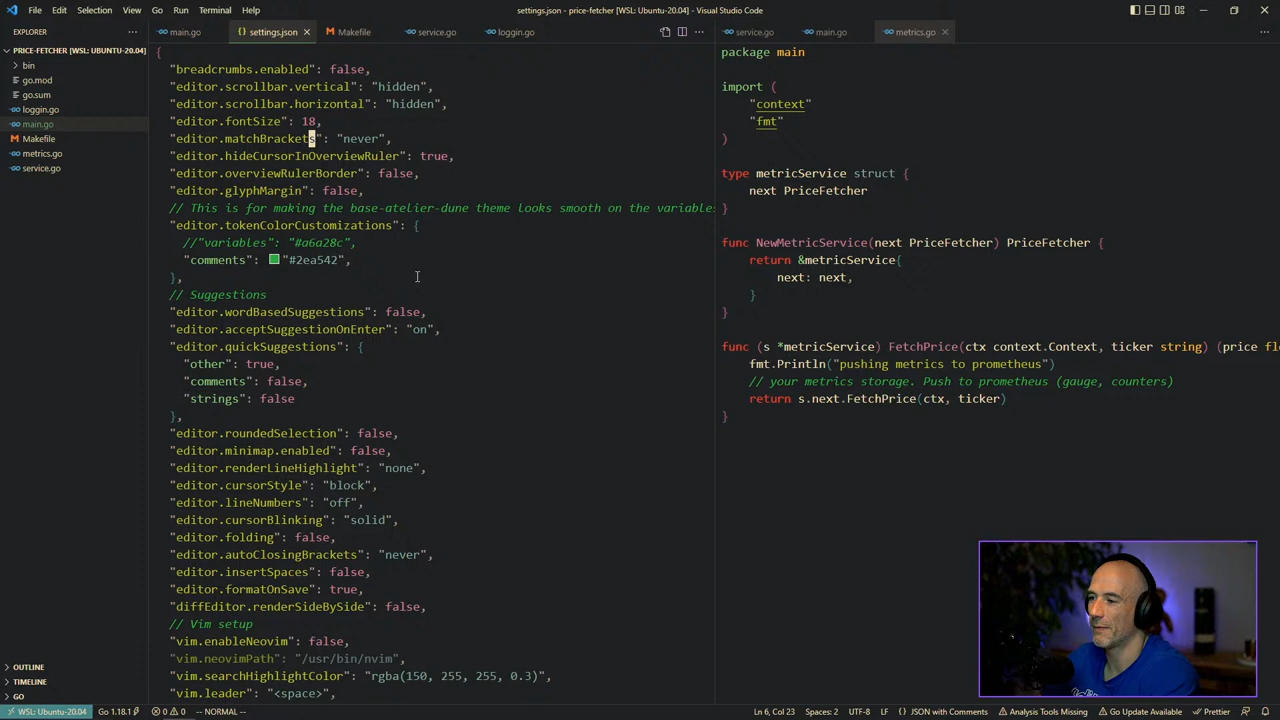 File Edit Selection View Go Run Terminal Help
settings.json - price-fetcher [WSL: Ubuntu-20.04] - Visual Studio Code
EXPLORER
PRICE-FETCHER [WSL: UBUNTU-20.04]
bin
go.mod
go.sum
loggin.go
main.go
Makefile
metrics.go
service.go
OUTLINE
TIMELINE
GO
main.go {} settings.json Makefile service.go loggin.go
{
"breadcrumbs.enabled": false,
"editor.scrollbar.vertical": "hidden",
"editor.scrollbar.horizontal": "hidden",
"editor.fontSize": 18,
"editor.matchBrackets": "never",
"editor.hideCursorInOverviewRuler": true,
"editor.overviewRulerBorder": false,
"editor.glyphMargin": false,
// This is for making the base-atelier-dune theme looks smooth on the variables
"editor.tokenColorCustomizations": {
//"variables": "#a6a28c",
"comments": "#2ea542",
},
// Suggestions
"editor.wordBasedSuggestions": false,
"editor.acceptSuggestionOnEnter": "on",
"editor.quickSuggestions": {
"other": true,
"comments": false,
"strings": false
},
"editor.roundedSelection": false,
"editor.minimap.enabled": false,
"editor.renderLineHighlight": "none",
"editor.cursorStyle": "block",
"editor.lineNumbers": "off",
"editor.cursorBlinking": "solid",
"editor.folding": false,
"editor.autoClosingBrackets": "never",
"editor.insertSpaces": false,
"editor.formatOnSave": true,
"diffEditor.renderSideBySide": false,
// Vim setup
"vim.enableNeovim": false,
"vim.neovimPath": "/usr/bin/nvim",
"vim.searchHighlightColor": "rgba(150, 255, 255, 0.3)",
"vim.leader": "<space>",
service.go main.go metrics.go
package main
import (
"context"
"fmt"
)
type metricService struct {
next PriceFetcher
}
func NewMetricService(next PriceFetcher) PriceFetcher {
return &metricService{
next: next,
}
}
func (s *metricService) FetchPrice(ctx context.Context, ticker string) (price fl
fmt.Println("pushing metrics to prometheus")
// your metrics storage. Push to prometheus (gauge, counters)
return s.next.FetchPrice(ctx, ticker)
}
WSL: Ubuntu-20.04 Go 1.18.1 0 0 -- NORMAL -- Ln 6, Col 23 Spaces: 2 UTF-8 LF {} JSON with Comments Analysis Tools Missing Go Update Available Prettier